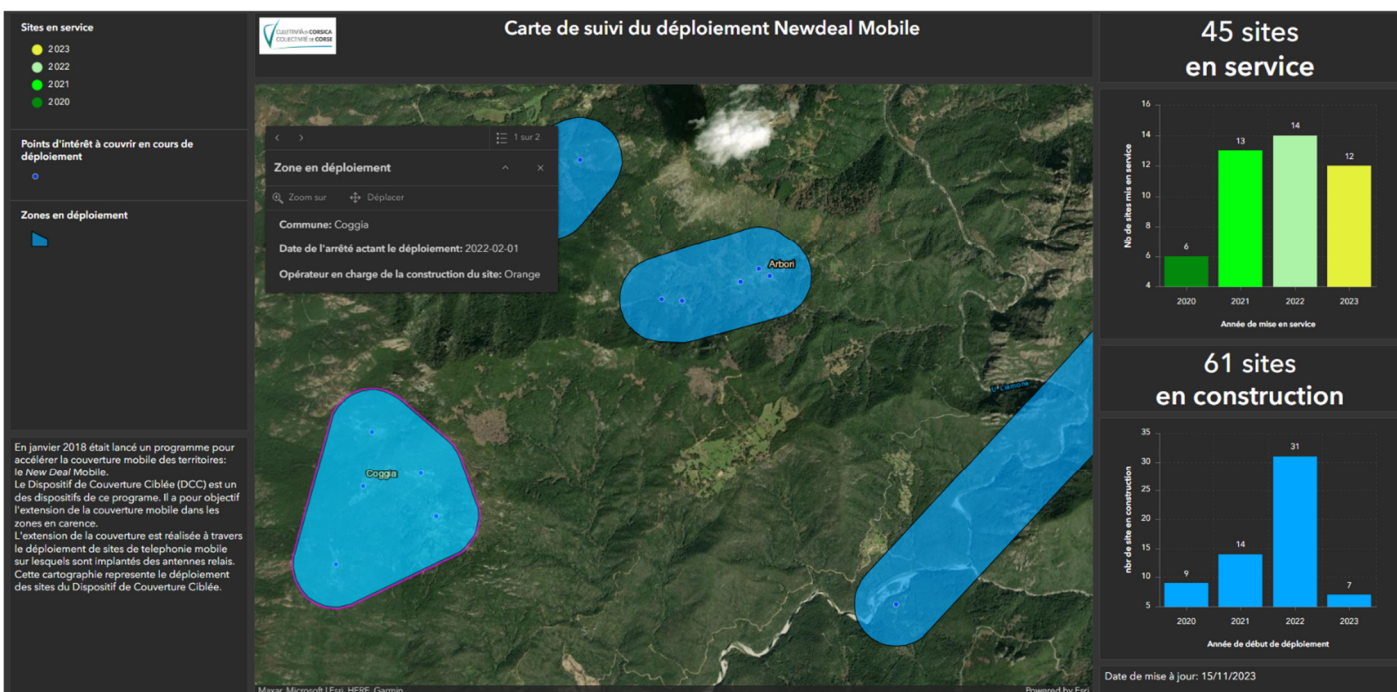 Sites en service
2023
2022
2021
2020
Points d'intérêt à couvrir en cours de
déploiement
Zones en déploiement
En janvier 2018 était lancé un programme pour
accélérer la couverture mobile des territoires:
le New Deal Mobile.
Le Dispositif de Couverture Ciblée (DCC) est un
des dispositifs de ce programe. Il a pour objectif
l'extension de la couverture mobile dans les
zones en carence.
L'extension de la couverture est réalisée à travers
le déploiement de sites de telephonie mobile
sur lesquels sont implantés des antennes relais.
Cette cartographie represente le déploiement
des sites du Dispositif de Couverture Ciblée.
CULLETTIVITÀ DI CORSICA
COLLECTIVITÉ DE CORSE
Carte de suivi du déploiement Newdeal Mobile
1 sur 2
Zone en déploiement
Zoom sur
Déplacer
Commune: Coggia
Date de l'arrêté actant le déploiement: 2022-02-01
Opérateur en charge de la construction du site: Orange
Arbori
Coggia
Maxar, Microsoft | Esri, HERE, Garmin
Powered by Esri
45 sites
en service
16
14
12
10
8
6
4
Nb de sites mis en service
6
13
14
12
2020
2021
2022
2023
Année de mise en service
61 sites
en construction
35
30
25
20
15
10
5
nbr de site en construction
9
14
31
7
2020
2021
2022
2023
Année de début de déploiement
Date de mise à jour: 15/11/2023